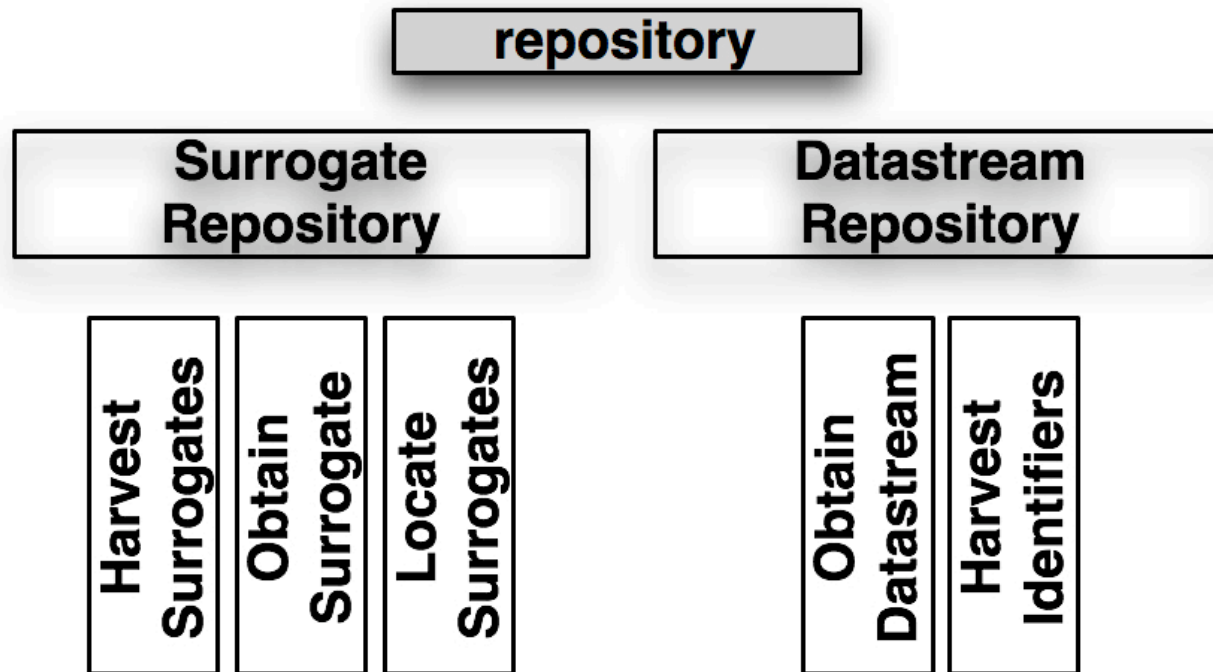 repository
Surrogate
Repository
Datastream
Repository
Harvest
Surrogates
Obtain
Surrogate
Locate
Surrogates
Obtain
Datastream
Harvest
Identifiers